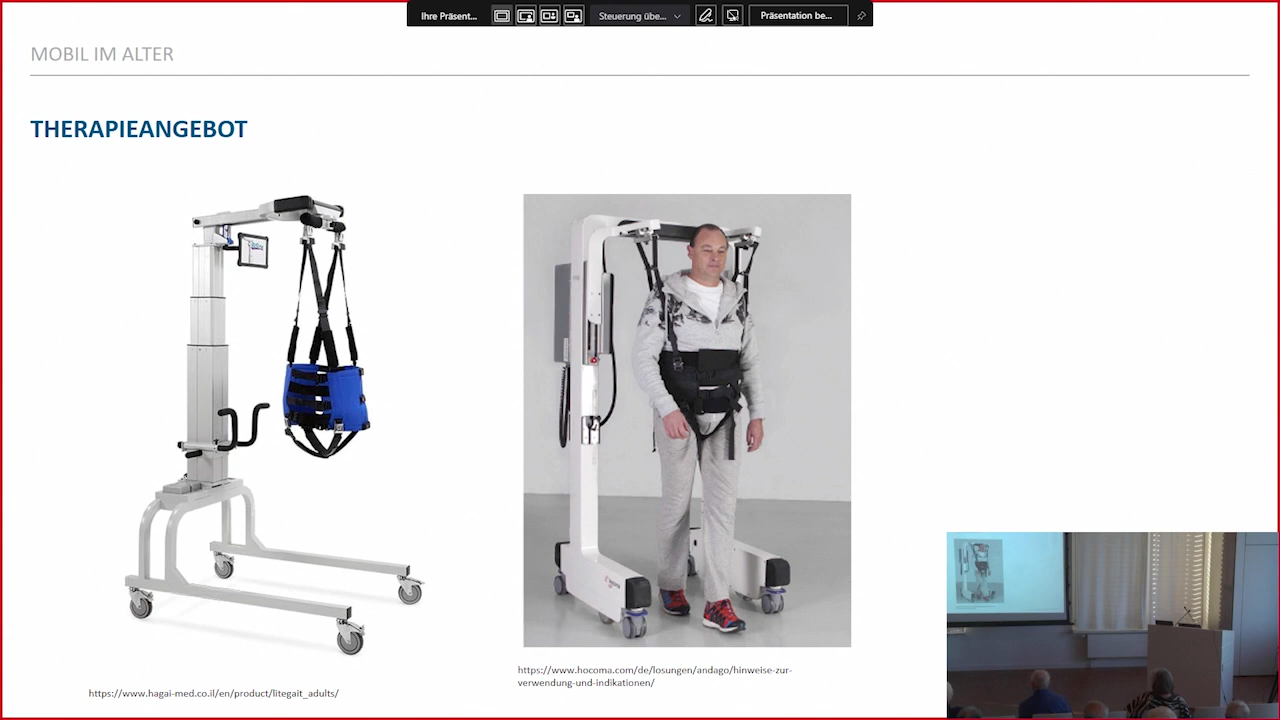 Ihre Präsent...
Steuerung übe...
Präsentation be...
MOBIL IM ALTER
THERAPIEANGEBOT
https://www.hagai-med.co.il/en/product/litegait_adults/
https://www.hocoma.com/de/losungen/andago/hinweise-zur-
verwendung-und-indikationen/